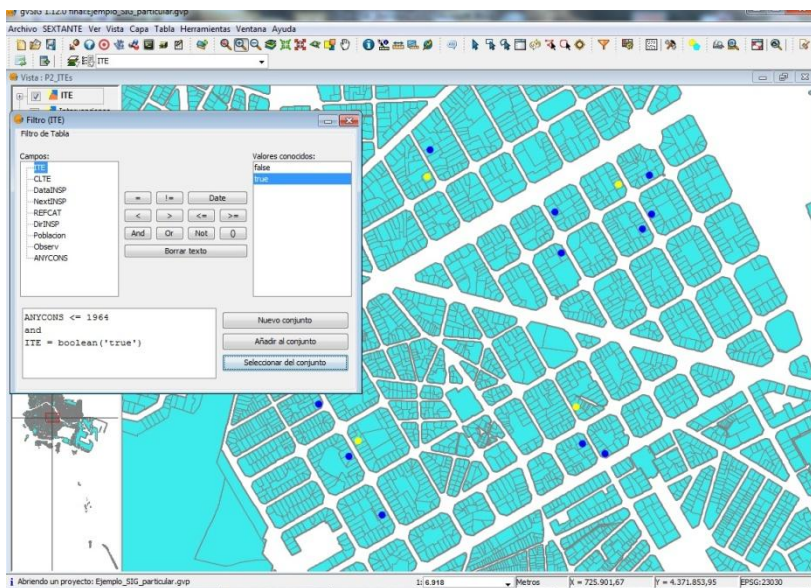 gvSIG 1.12.0 final:Ejemplo_SIG_particular.gvp
Archivo SEXTANTE Ver Vista Capa Tabla Herramientas Ventana Ayuda
ITE
Vista : P2_ITEs
ITE
Filtro (ITE)
Filtro de Tabla
Campos:
Valores conocidos:
ITE
CLTE
DataINSP
NextINSP
REFCAT
DirINSP
Poblacion
Observ
ANYCONS
= != Date
< > <= >=
And Or Not ()
Borrar texto
false
true
ANYCONS <= 1964
and
ITE = boolean('true')
Nuevo conjunto
Añadir al conjunto
Seleccionar del conjunto
Abriendo un proyecto: Ejemplo_SIG_particular.gvp 1: 6.918 Metros X = 725.901,67 Y = 4.371.853,95 EPSG:23030